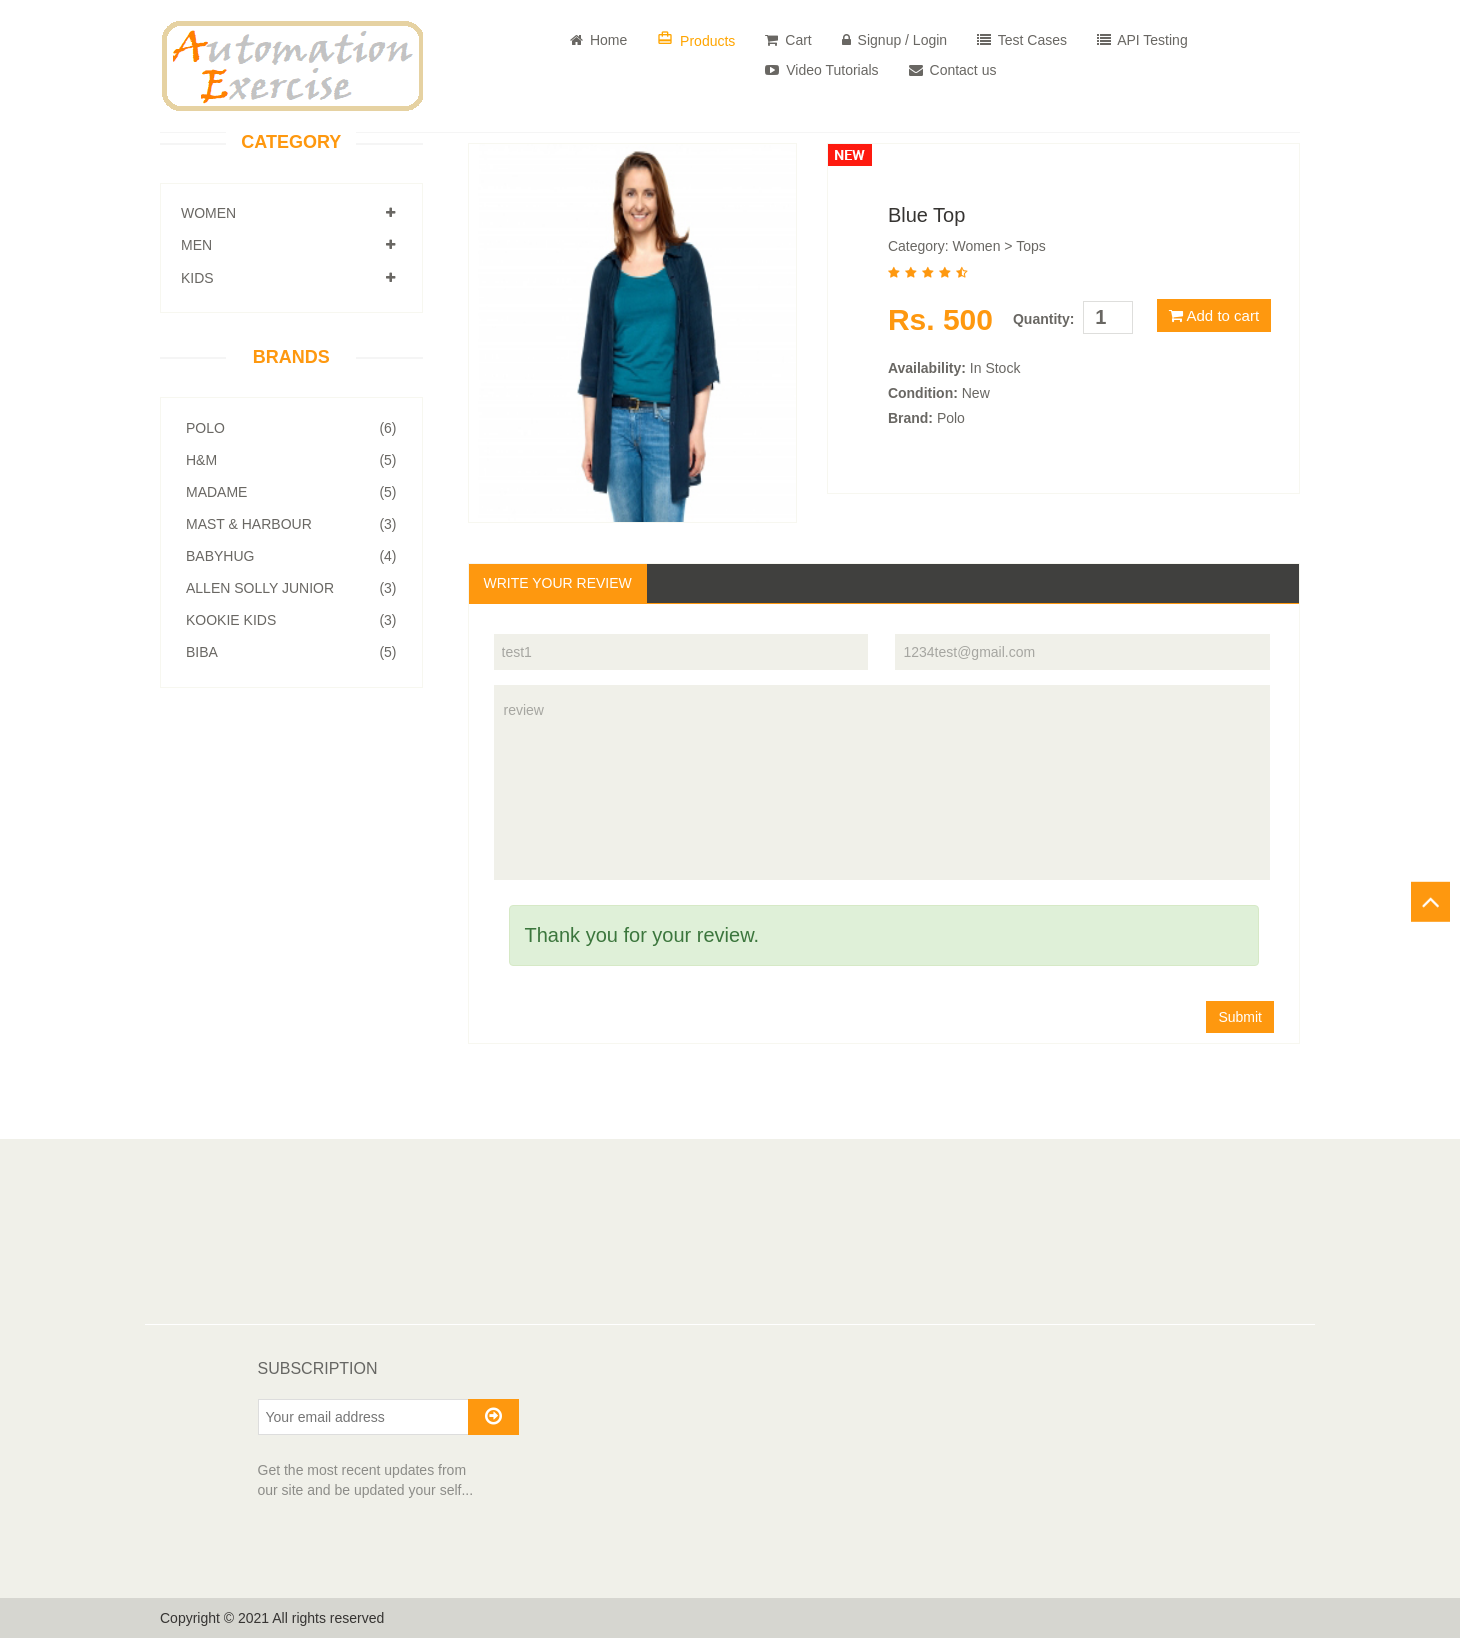 Automation
Exercise
Home
Products
Cart
Signup / Login
Test Cases
API Testing
Video Tutorials
Contact us
CATEGORY
WOMEN
MEN
KIDS
BRANDS
POLO (6)
H&M (5)
MADAME (5)
MAST & HARBOUR (3)
BABYHUG (4)
ALLEN SOLLY JUNIOR (3)
KOOKIE KIDS (3)
BIBA (5)
NEW
Blue Top
Category: Women > Tops
Rs. 500 Quantity: 1 Add to cart
Availability: In Stock
Condition: New
Brand: Polo
WRITE YOUR REVIEW
test1
1234test@gmail.com
review
Thank you for your review.
Submit
SUBSCRIPTION
Your email address
Get the most recent updates from
our site and be updated your self...
Copyright © 2021 All rights reserved